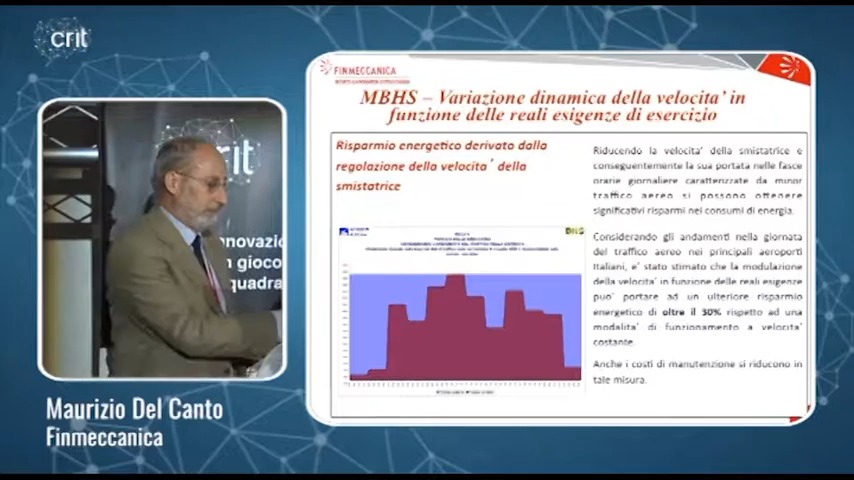 crit
crit
innovazio
n gioco
quadra
Maurizio Del Canto
Finmeccanica
FINMECCANICA
MBHS – Variazione dinamica della velocita' in
funzione delle reali esigenze di esercizio
Risparmio energetico derivato dalla
regolazione della velocita' della
smistatrice
BHS
Riducendo la velocita' della smistatrice e
conseguentemente la sua portata nelle fasce
orarie giornaliere caratterizzate da minor
traffico aereo si possono ottenere
significativi risparmi nei consumi di energia.
Considerando gli andamenti nella giornata
del traffico aereo nei principali aeroporti
Italiani, e' stato stimato che la modulazione
della velocita' in funzione delle reali esigenze
puo' portare ad un ulteriore risparmio
energetico di oltre il 30% rispetto ad una
modalita' di funzionamento a velocita'
costante.
Anche i costi di manutenzione si riducono in
tale misura.